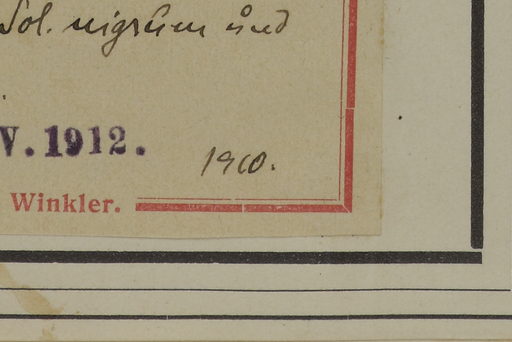 Sol. nigrum und
V. 1912.
1910.
Winkler.